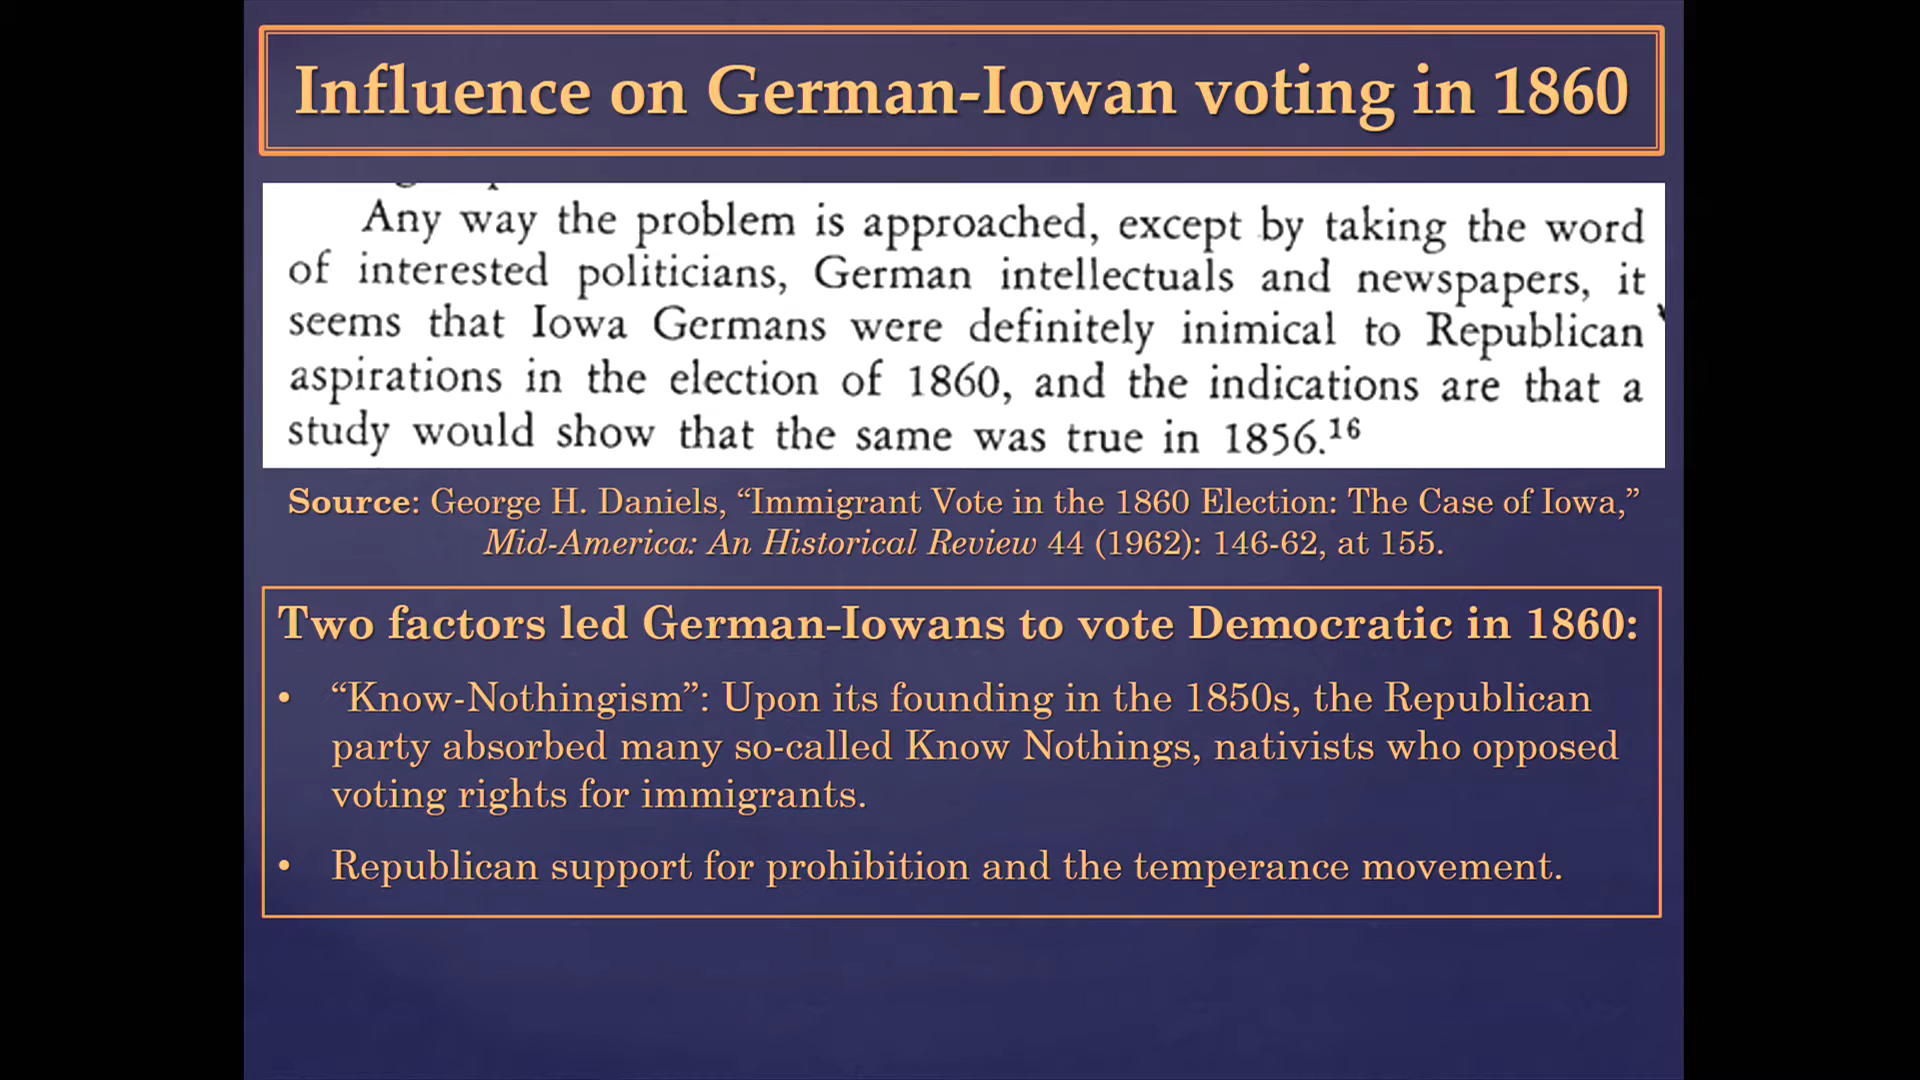 Influence on German-Iowan voting in 1860
Any way the problem is approached, except by taking the word
of interested politicians, German intellectuals and newspapers, it
seems that Iowa Germans were definitely inimical to Republican
aspirations in the election of 1860, and the indications are that a
study would show that the same was true in 1856.¹⁶
Source: George H. Daniels, “Immigrant Vote in the 1860 Election: The Case of Iowa,”
Mid-America: An Historical Review 44 (1962): 146-62, at 155.
Two factors led German-Iowans to vote Democratic in 1860:
• “Know-Nothingism”: Upon its founding in the 1850s, the Republican
party absorbed many so-called Know Nothings, nativists who opposed
voting rights for immigrants.
• Republican support for prohibition and the temperance movement.